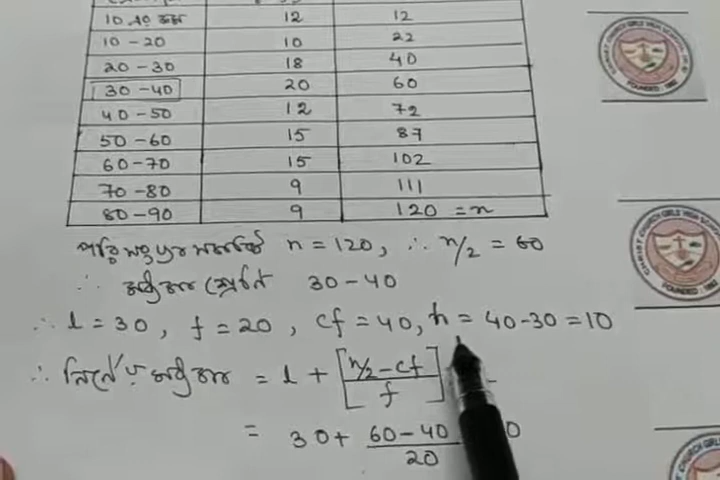 10 এর কম 12 12
10-20 10 22
20-30 18 40
30-40 20 60
40-50 12 72
50-60 15 87
60-70 15 102
70-80 9 111
80-90 9 120 = n
n = 120, ∴ n/2 = 60
∴ মধ্যমার শ্রেণি 30-40
∴ l = 30, f = 20, cf = 40, h = 40-30 = 10
∴ নির্ণেয় মধ্যমা = l + [n/2 - cf / f]
= 30 + 60-40 / 20